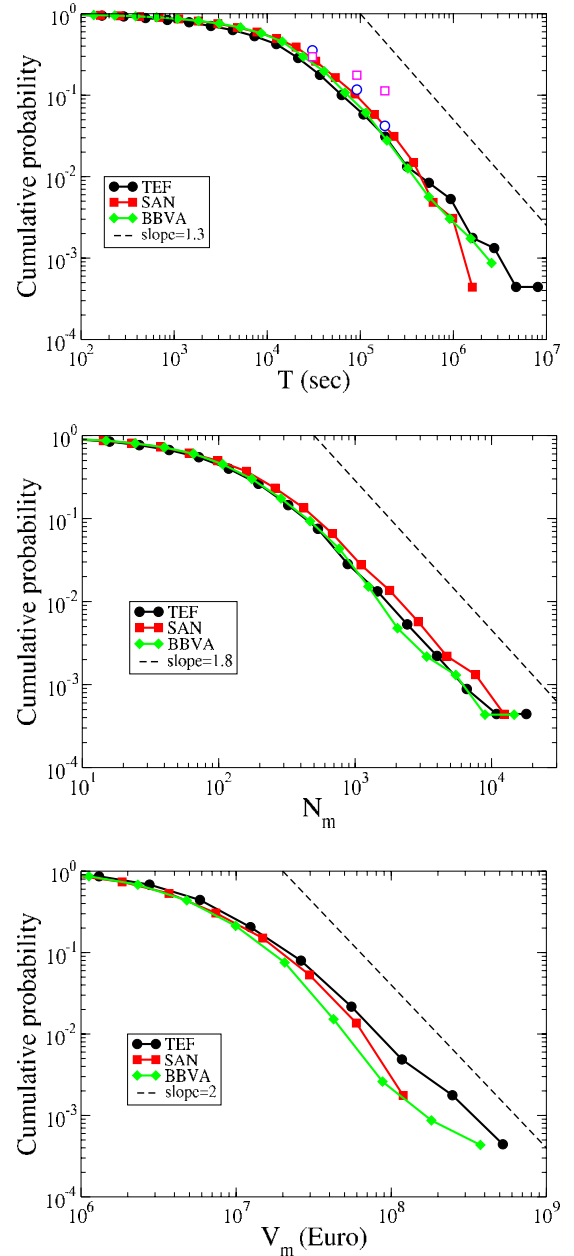 Cumulative probability
10^0
10^-1
10^-2
10^-3
10^-4
TEF
SAN
BBVA
slope=1.3
10^2 10^3 10^4 10^5 10^6 10^7
T (sec)
Cumulative probability
10^0
10^-1
10^-2
10^-3
10^-4
TEF
SAN
BBVA
slope=1.8
10^1 10^2 10^3 10^4
N_m
Cumulative probability
10^0
10^-1
10^-2
10^-3
10^-4
TEF
SAN
BBVA
slope=2
10^6 10^7 10^8 10^9
V_m (Euro)